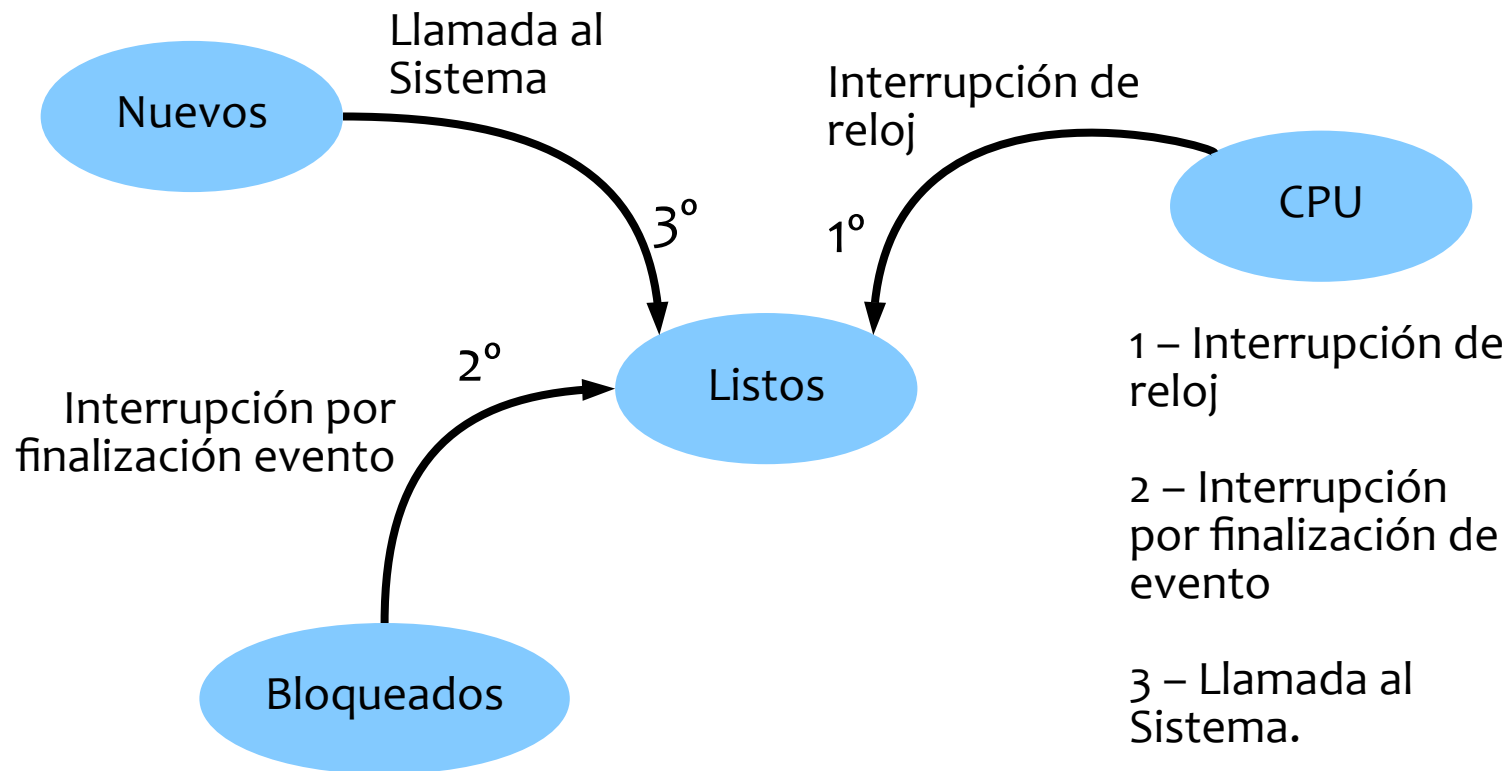 Llamada al
Sistema
Nuevos
Interrupción de
reloj
CPU
3º
1º
2º
Listos
Interrupción por
finalización evento
Bloqueados
1 – Interrupción de
reloj
2 – Interrupción
por finalización de
evento
3 – Llamada al
Sistema.